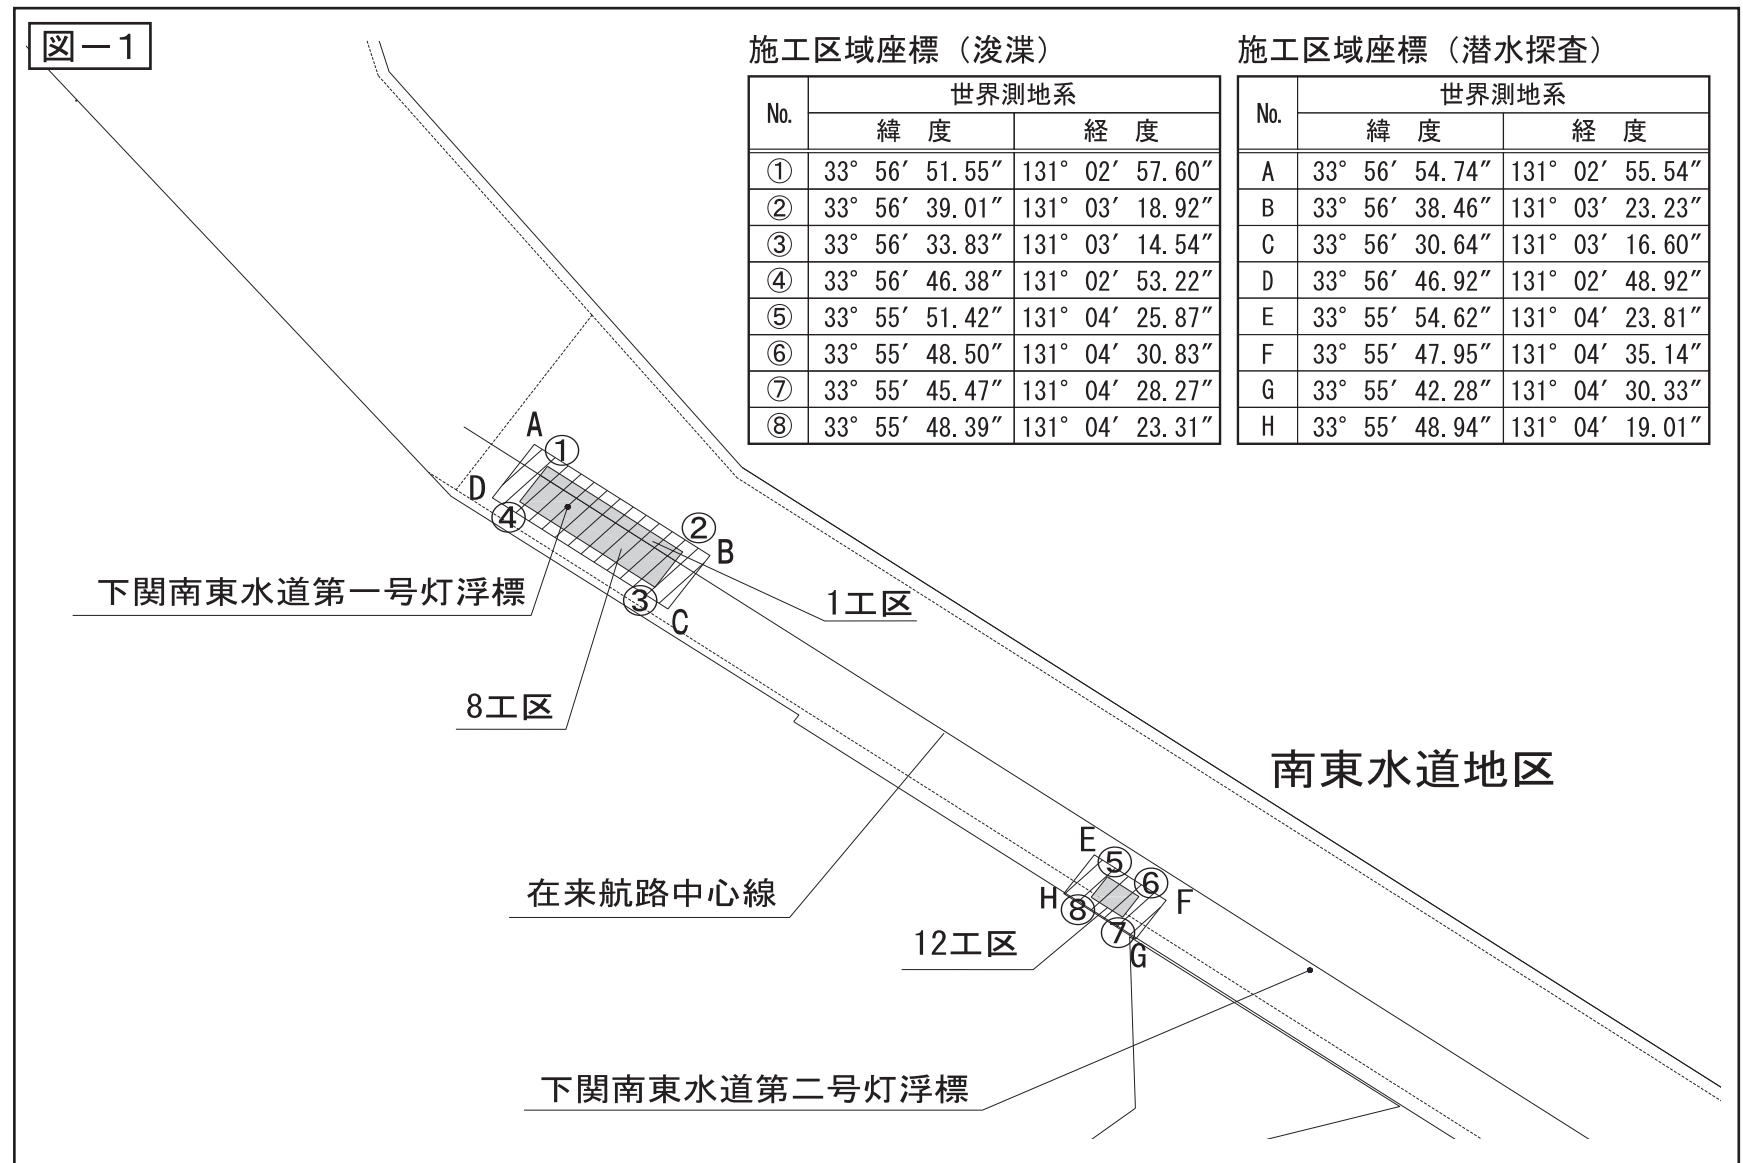 図－1
施工区域座標（浚渫）
No. 世界測地系
緯　度 経　度
① 33° 56′ 51.55″ 131° 02′ 57.60″
② 33° 56′ 39.01″ 131° 03′ 18.92″
③ 33° 56′ 33.83″ 131° 03′ 14.54″
④ 33° 56′ 46.38″ 131° 02′ 53.22″
⑤ 33° 55′ 51.42″ 131° 04′ 25.87″
⑥ 33° 55′ 48.50″ 131° 04′ 30.83″
⑦ 33° 55′ 45.47″ 131° 04′ 28.27″
⑧ 33° 55′ 48.39″ 131° 04′ 23.31″
施工区域座標（潜水探査）
No. 世界測地系
緯　度 経　度
A 33° 56′ 54.74″ 131° 02′ 55.54″
B 33° 56′ 38.46″ 131° 03′ 23.23″
C 33° 56′ 30.64″ 131° 03′ 16.60″
D 33° 56′ 46.92″ 131° 02′ 48.92″
E 33° 55′ 54.62″ 131° 04′ 23.81″
F 33° 55′ 47.95″ 131° 04′ 35.14″
G 33° 55′ 42.28″ 131° 04′ 30.33″
H 33° 55′ 48.94″ 131° 04′ 19.01″
A
①
D
④
②
B
③
C
下関南東水道第一号灯浮標
1工区
8工区
南東水道地区
E
⑤
⑥
H
⑧
F
⑦
G
在来航路中心線
12工区
下関南東水道第二号灯浮標